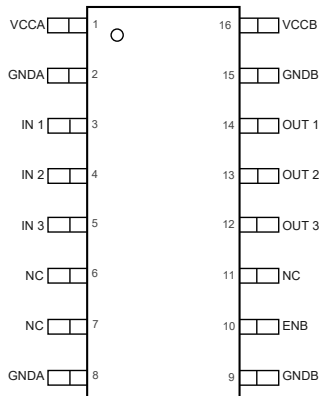 VCCA 1 16 VCCB
GNDA 2 15 GNDB
IN 1 3 14 OUT 1
IN 2 4 13 OUT 2
IN 3 5 12 OUT 3
NC 6 11 NC
NC 7 10 ENB
GNDA 8 9 GNDB